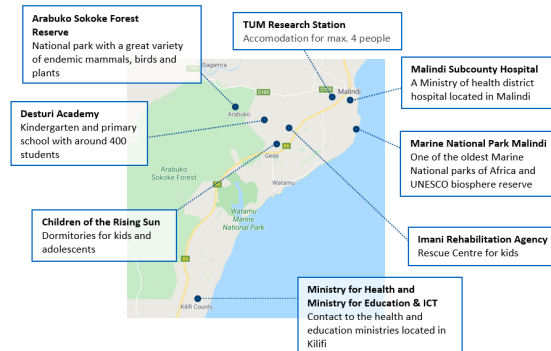 Arabuko Sokoke Forest
Reserve
National park with a great variety
of endemic mammals, birds and
plants
TUM Research Station
Accomodation for max. 4 people
Malindi Subcounty Hospital
A Ministry of health district
hospital located in Malindi
Desturi Academy
Kindergarten and primary
school with around 400
students
Marine National Park Malindi
One of the oldest Marine
National parks of Africa and
UNESCO biosphere reserve
Children of the Rising Sun
Dormitories for kids and
adolescents
Imani Rehabilitation Agency
Rescue Centre for kids
Ministry for Health and
Ministry for Education & ICT
Contact to the health and
education ministries located in
Kilifi
Dagamra
Malindi
Arabuko
Gede
Arabuko
Sokoke Forest
Watamu
Watamu
Marine
National Park
Kilifi County